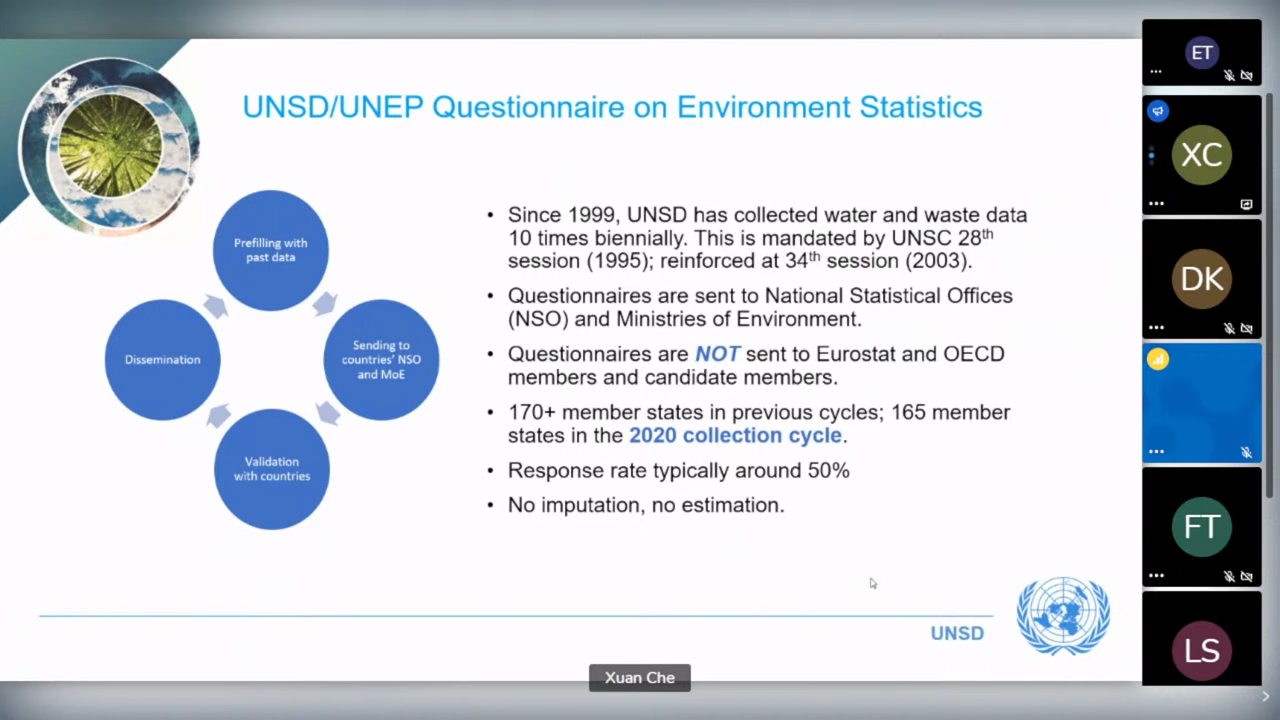 UNSD/UNEP Questionnaire on Environment Statistics
Prefilling with
past data
Sending to
countries' NSO
and MoE
Validation
with countries
Dissemination
• Since 1999, UNSD has collected water and waste data
10 times biennially. This is mandated by UNSC 28th
session (1995); reinforced at 34th session (2003).
• Questionnaires are sent to National Statistical Offices
(NSO) and Ministries of Environment.
• Questionnaires are NOT sent to Eurostat and OECD
members and candidate members.
• 170+ member states in previous cycles; 165 member
states in the 2020 collection cycle.
• Response rate typically around 50%
• No imputation, no estimation.
UNSD
Xuan Che
ET
XC
DK
FT
LS